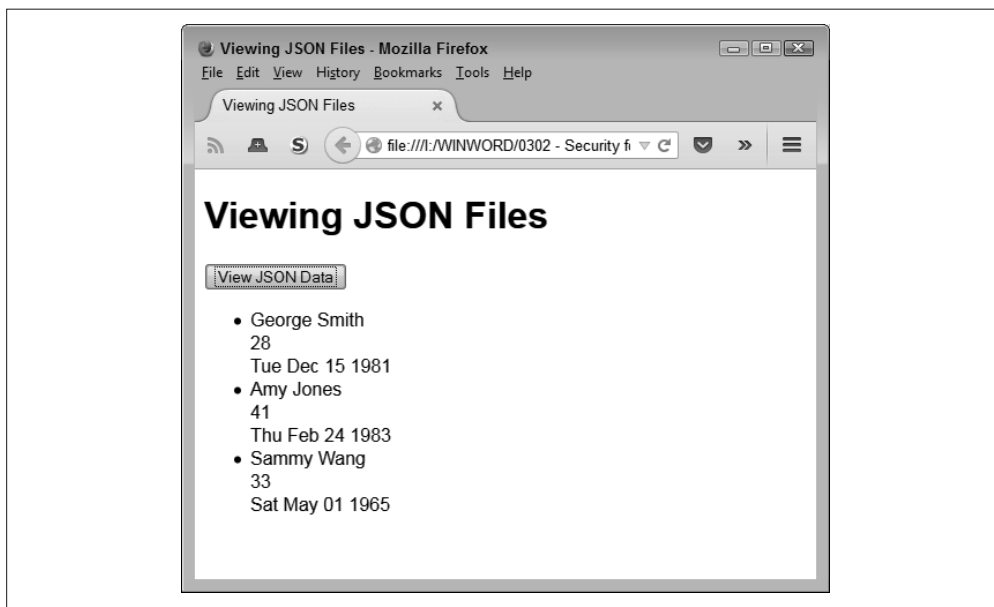 Viewing JSON Files - Mozilla Firefox
File Edit View History Bookmarks Tools Help
Viewing JSON Files
S file:///I:/WINWORD/0302 - Security f
Viewing JSON Files
View JSON Data
• George Smith
28
Tue Dec 15 1981
• Amy Jones
41
Thu Feb 24 1983
• Sammy Wang
33
Sat May 01 1965